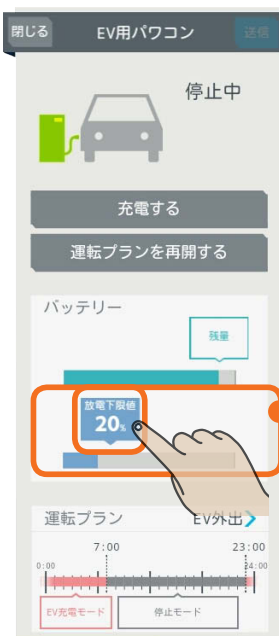 閉じる EV用パワコン 送信
停止中
充電する
運転プランを再開する
バッテリー
残量
放電下限値
20%
運転プラン EV外出
7:00 23:00
0:00 24:00
EV充電モード 停止モード